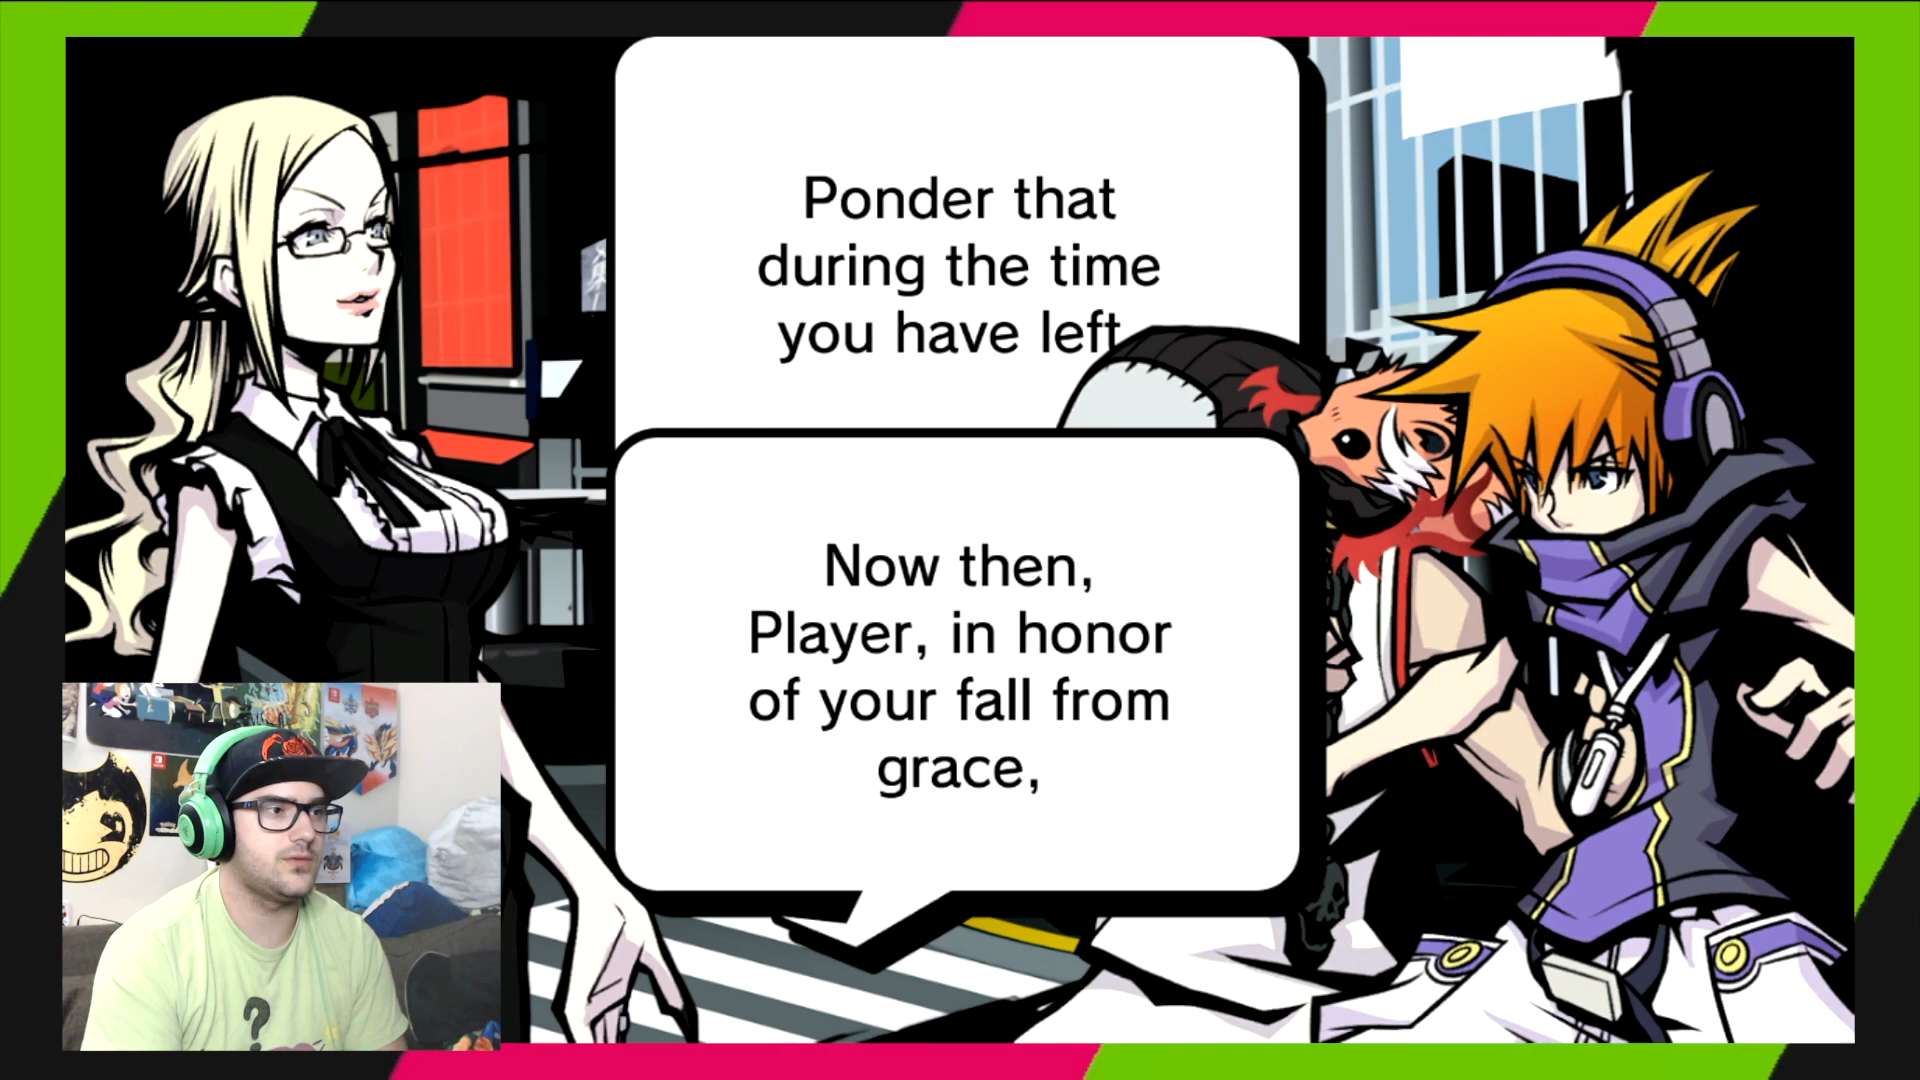 Ponder that
during the time
you have left
Now then,
Player, in honor
of your fall from
grace,
?